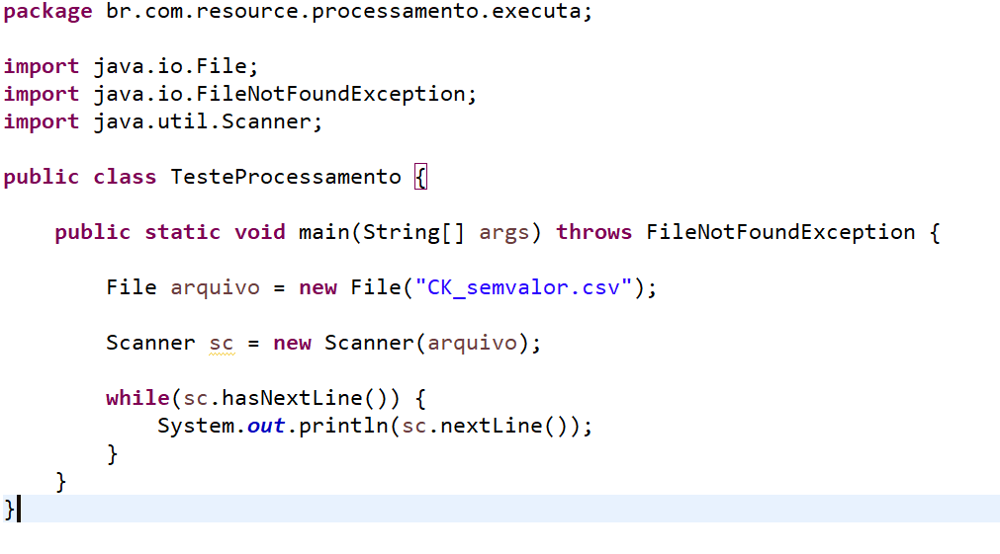 package br.com.resource.processamento.executa;
import java.io.File;
import java.io.FileNotFoundException;
import java.util.Scanner;
public class TesteProcessamento {
public static void main(String[] args) throws FileNotFoundException {
File arquivo = new File("CK_semvalor.csv");
Scanner sc = new Scanner(arquivo);
while(sc.hasNextLine()) {
System.out.println(sc.nextLine());
}
}
}